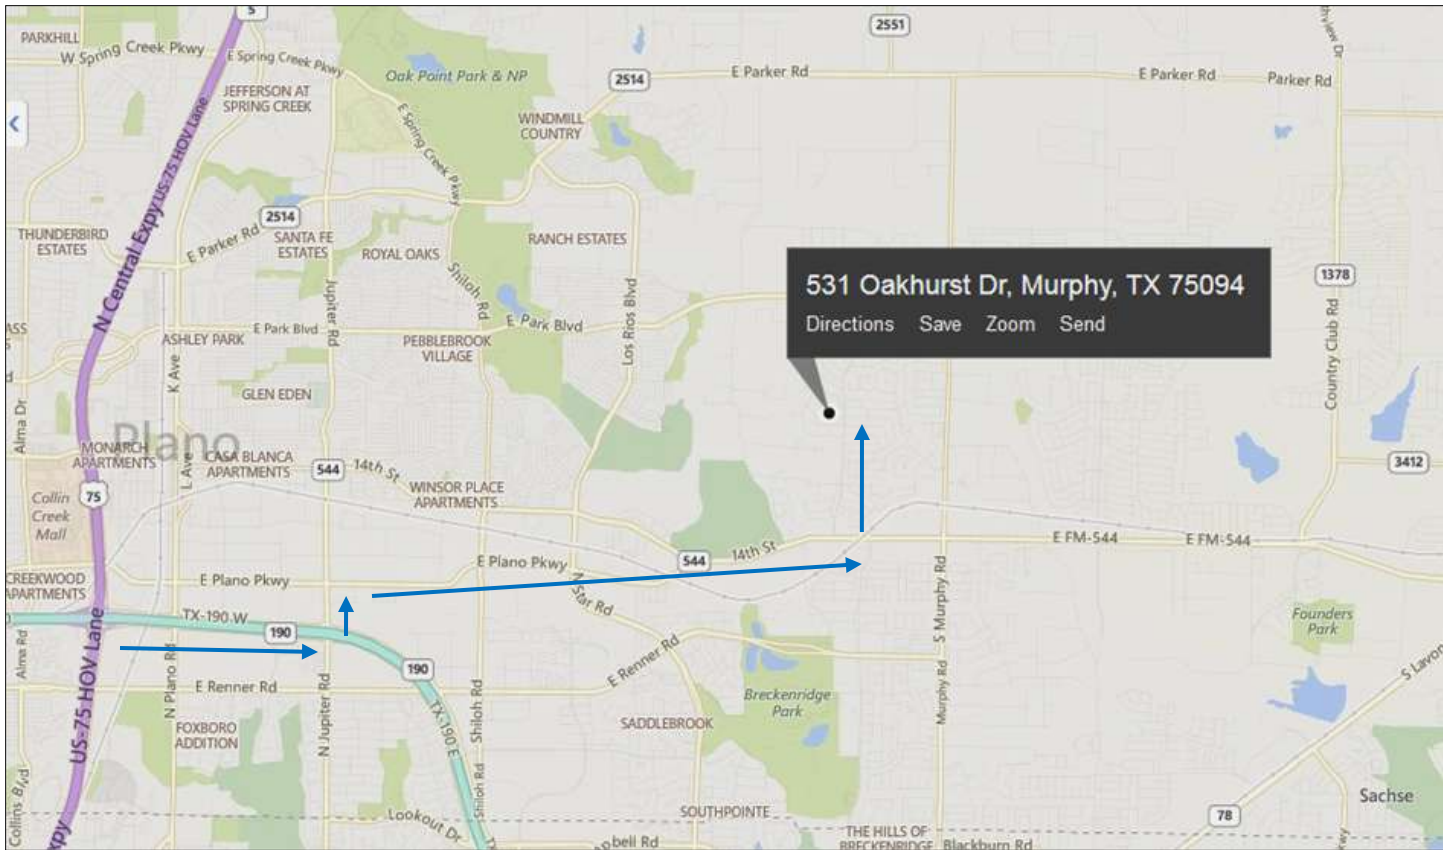 5
2551
PARKHILL
W Spring Creek Pkwy
E Spring Creek Pkwy
Oak Point Park & NP
2514
E Parker Rd
E Parker Rd
Parker Rd
JEFFERSON AT
SPRING CREEK
WINDMILL
COUNTRY
E Spring Creek Pkwy
US-75 HOV Lane
N Central Expy
2514
THUNDERBIRD
ESTATES
E Parker Rd
SANTA FE
ESTATES
ROYAL OAKS
RANCH ESTATES
Shiloh Rd
Jupiter Rd
Los Rios Blvd
531 Oakhurst Dr, Murphy, TX 75094
Directions Save Zoom Send
1378
Country Club Rd
ASHLEY PARK
E Park Blvd
PEBBLEBROOK
VILLAGE
E Park Blvd
K Ave
GLEN EDEN
Alma Dr
Plano
MONARCH
APARTMENTS
L Ave
CASA BLANCA
APARTMENTS
544
14th St
WINSOR PLACE
APARTMENTS
3412
Collin
Creek
Mall
75
544
14th St
E FM-544
E FM-544
CREEKWOOD
APARTMENTS
E Plano Pkwy
E Plano Pkwy
N Star Rd
S Murphy Rd
TX-190 W
190
Founders
Park
Alma Rd
US-75 HOV Lane
N Plano Rd
190
E Renner Rd
E Renner Rd
S Lavon
N Jupiter Rd
TX-190 E
Shiloh Rd
Murphy Rd
Breckenridge
Park
FOXBORO
ADDITION
SADDLEBROOK
Shiloh Rd
Collins Blvd
Lookout Dr
SOUTHPOINTE
78
Sachse
THE HILLS OF
BRECKENRIDGE
Blackburn Rd